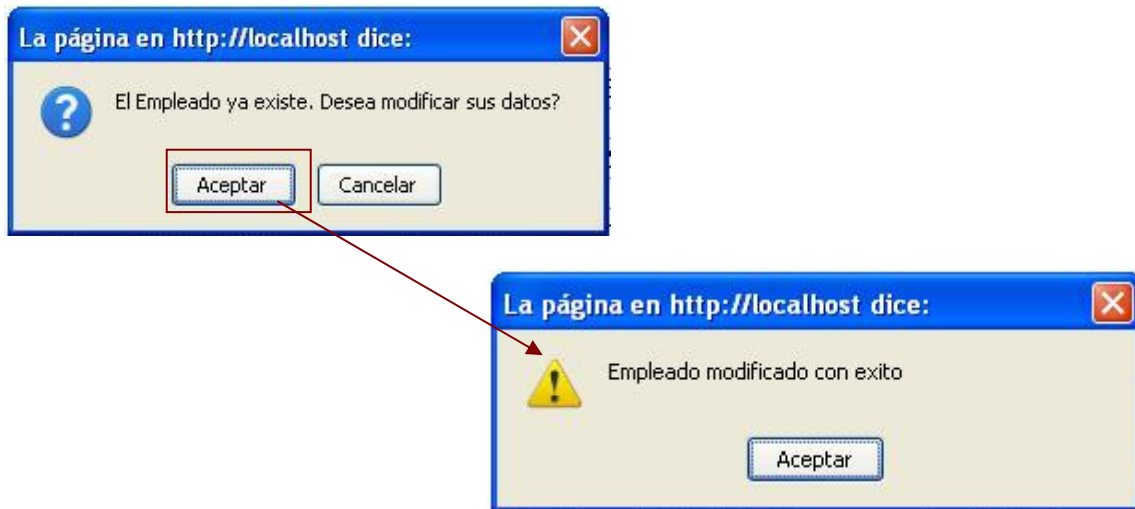 La página en http://localhost dice:
El Empleado ya existe. Desea modificar sus datos?
Aceptar
Cancelar
La página en http://localhost dice:
Empleado modificado con exito
Aceptar